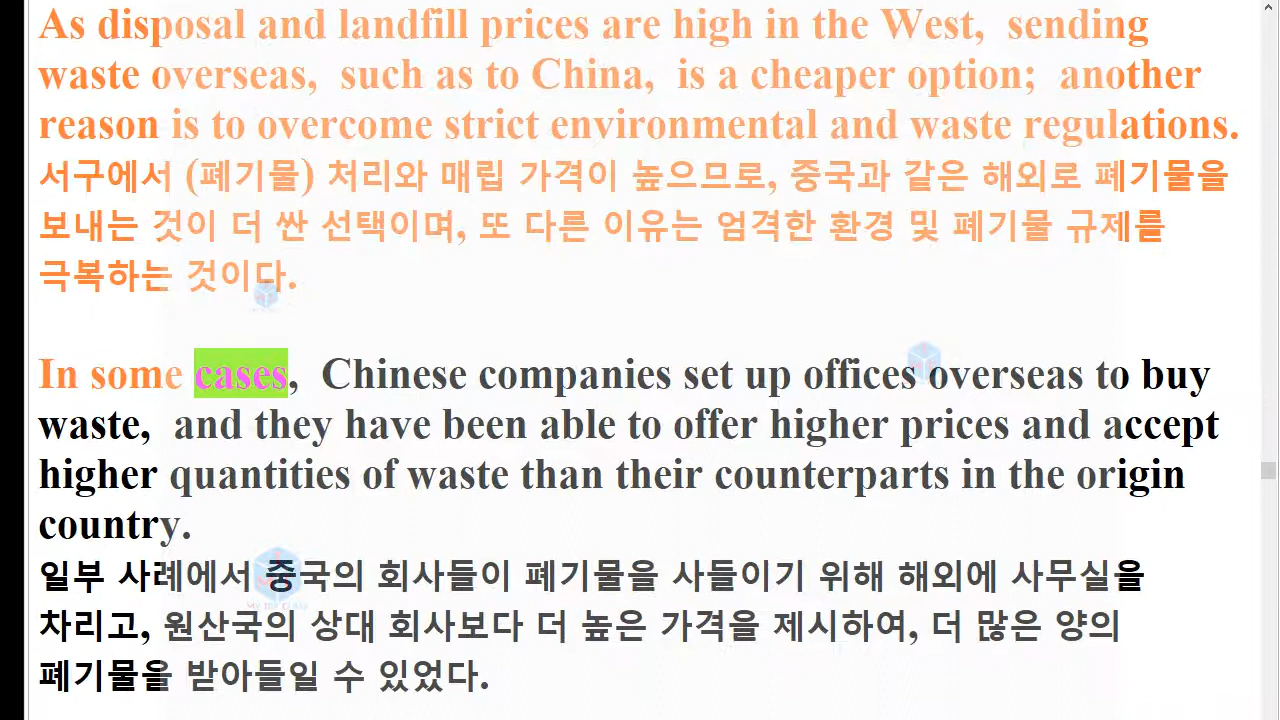 As disposal and landfill prices are high in the West, sending
waste overseas, such as to China, is a cheaper option; another
reason is to overcome strict environmental and waste regulations.
서구에서 (폐기물) 처리와 매립 가격이 높으므로, 중국과 같은 해외로 폐기물을
보내는 것이 더 싼 선택이며, 또 다른 이유는 엄격한 환경 및 폐기물 규제를
극복하는 것이다.
In some cases, Chinese companies set up offices overseas to buy
waste, and they have been able to offer higher prices and accept
higher quantities of waste than their counterparts in the origin
country.
일부 사례에서 중국의 회사들이 폐기물을 사들이기 위해 해외에 사무실을
차리고, 원산국의 상대 회사보다 더 높은 가격을 제시하여, 더 많은 양의
폐기물을 받아들일 수 있었다.